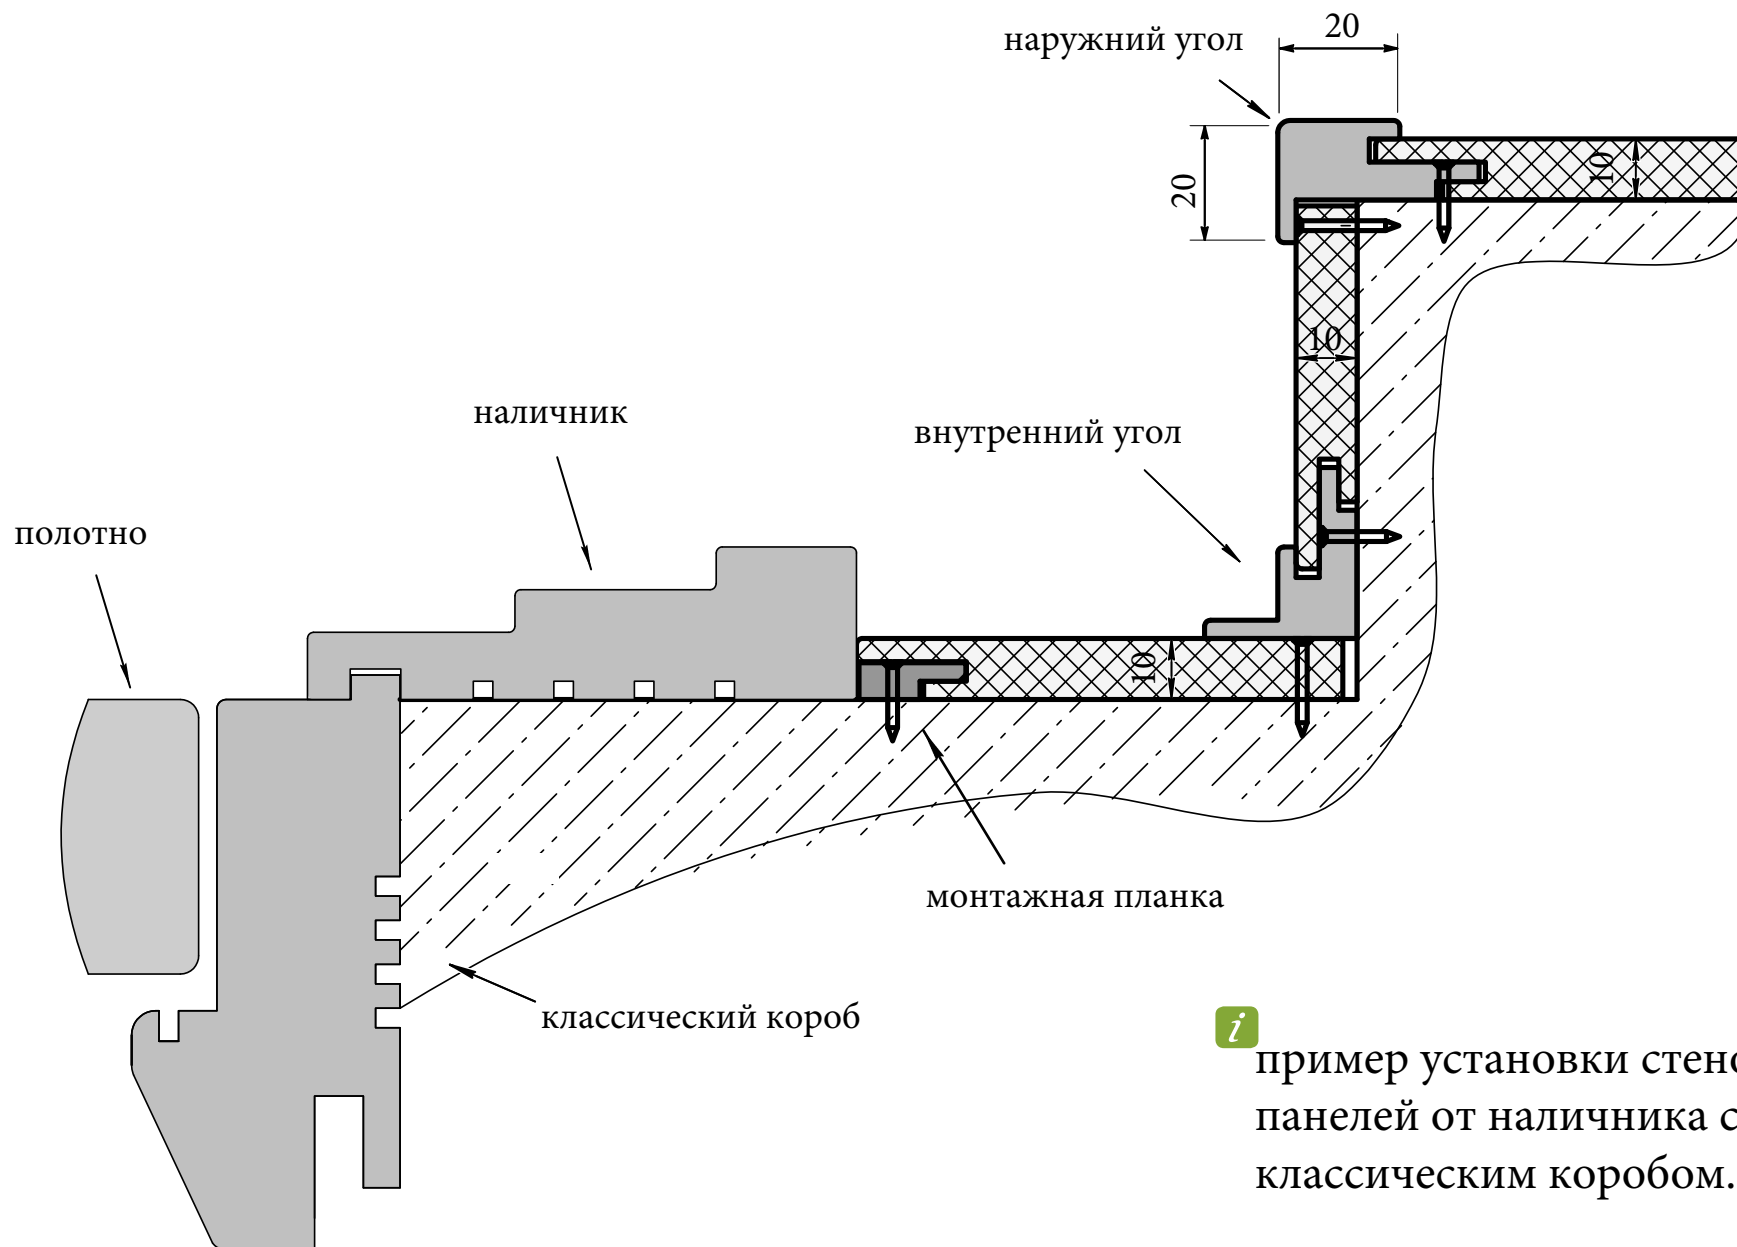 наружний угол
20
20
10
10
наличник
внутренний угол
полотно
10
монтажная планка
классический короб
i
пример установки
панелей от наличника
классическим коробом.